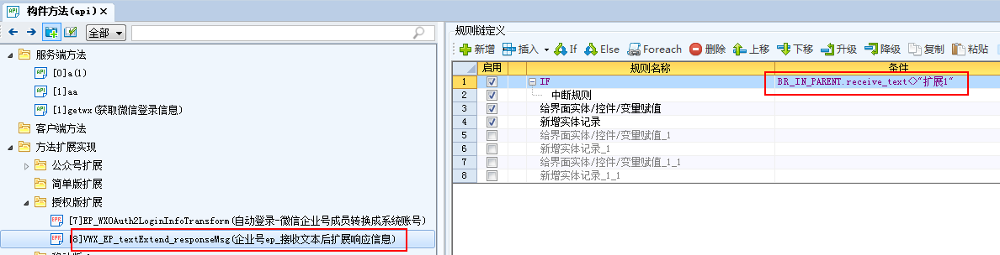 构件方法(api)
全部
服务端方法
[0]a(1)
[1]aa
[1]getwx(获取微信登录信息)
客户端方法
方法扩展实现
公众号扩展
简单版扩展
授权版扩展
[7]EP_WXOAuth2LoginInfoTransform(自动登录-微信企业号成员转换成系统账号)
[8]VWX_EP_textExtend_responseMsg(企业号ep_接收文本后扩展响应信息)
规则链定义
新增 插入 If Else Foreach 删除 上移 下移 升级 降级 复制 粘贴
启用 规则名称 条件
1 IF BR_IN_PARENT.receive_text<>"扩展1"
2 中断规则
3 给界面实体/控件/变量赋值
4 新增实体记录
5 给界面实体/控件/变量赋值_1
6 新增实体记录_1
7 给界面实体/控件/变量赋值_1_1
8 新增实体记录_1_1